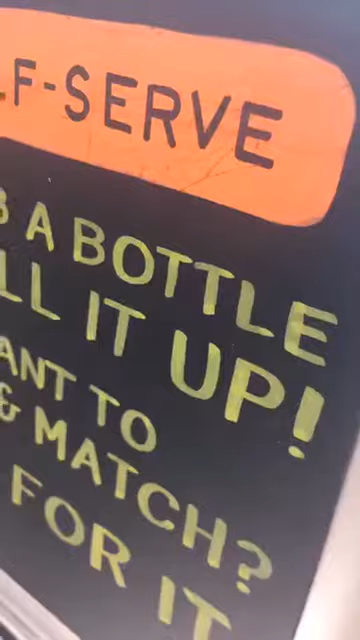 F-SERVE
A BOTTLE
LL IT UP!
ANT TO
& MATCH?
FOR IT